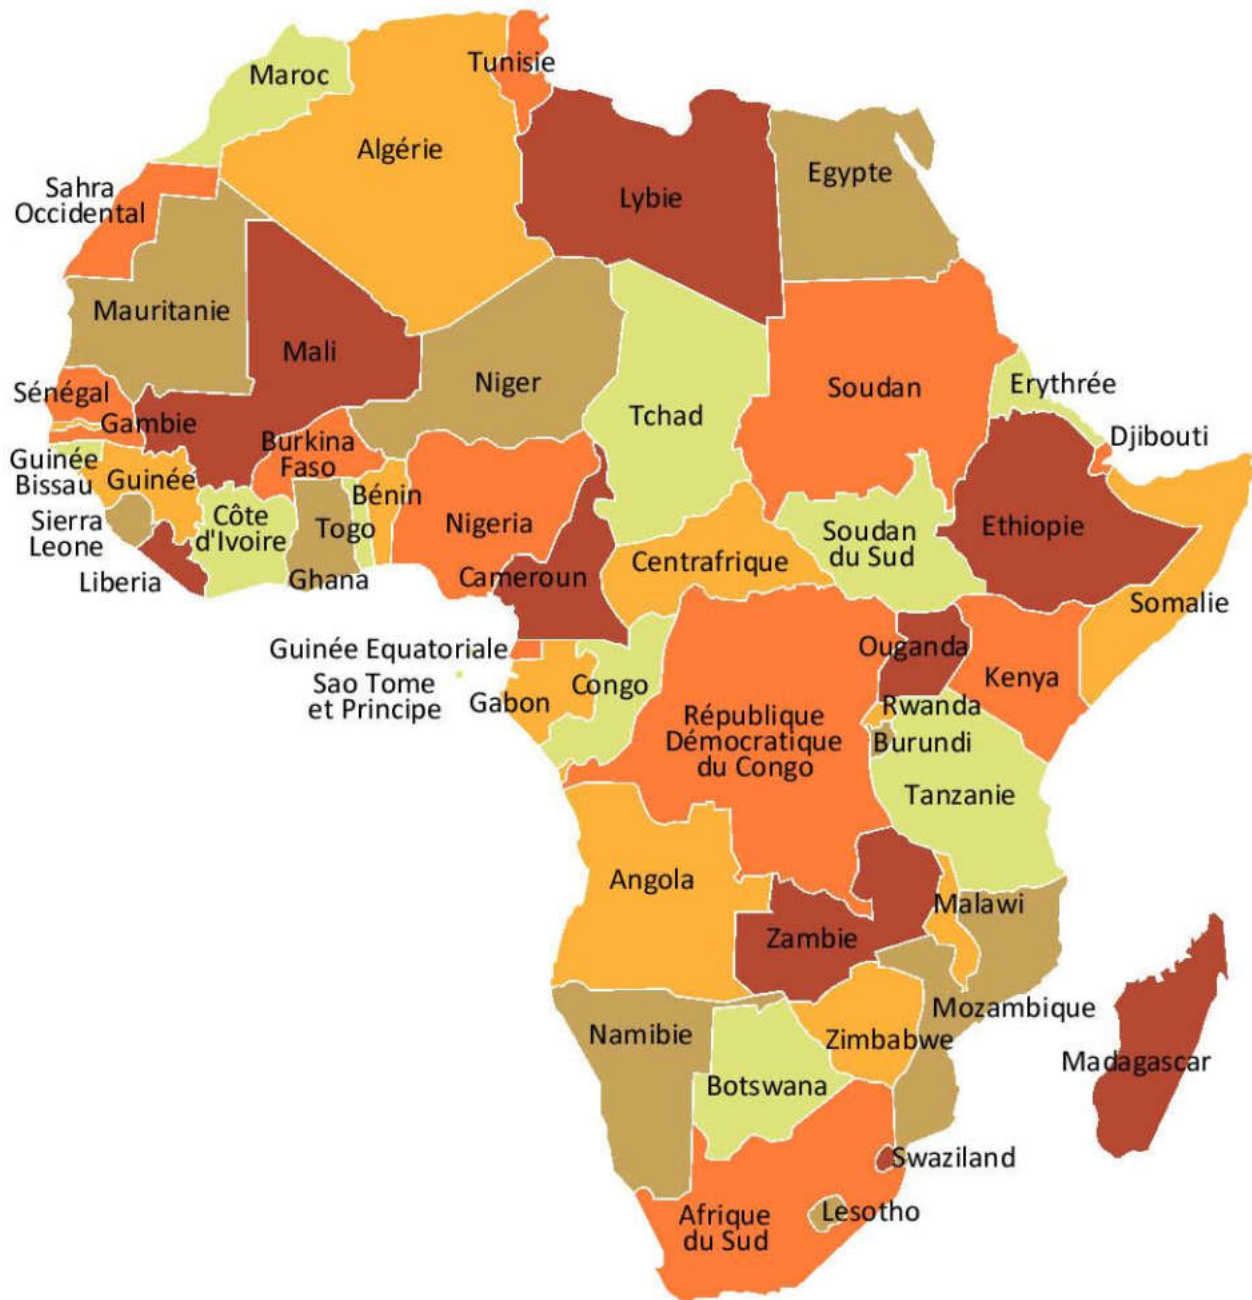 Tunisie
Maroc
Algérie
Egypte
Lybie
Sahra
Occidental
Mauritanie
Mali
Niger
Tchad
Soudan
Erythrée
Sénégal
Gambie
Burkina
Faso
Djibouti
Guinée
Bissau
Guinée
Bénin
Togo
Côte
d'Ivoire
Nigeria
Soudan
du Sud
Ethiopie
Sierra
Leone
Liberia
Ghana
Cameroun
Centrafrique
Somalie
Guinée Equatoriale
Sao Tome
et Principe
Gabon
Congo
Ouganda
Kenya
Rwanda
Burundi
République
Démocratique
du Congo
Tanzanie
Angola
Malawi
Zambie
Mozambique
Namibie
Zimbabwe
Madagascar
Botswana
Swaziland
Lesotho
Afrique
du Sud